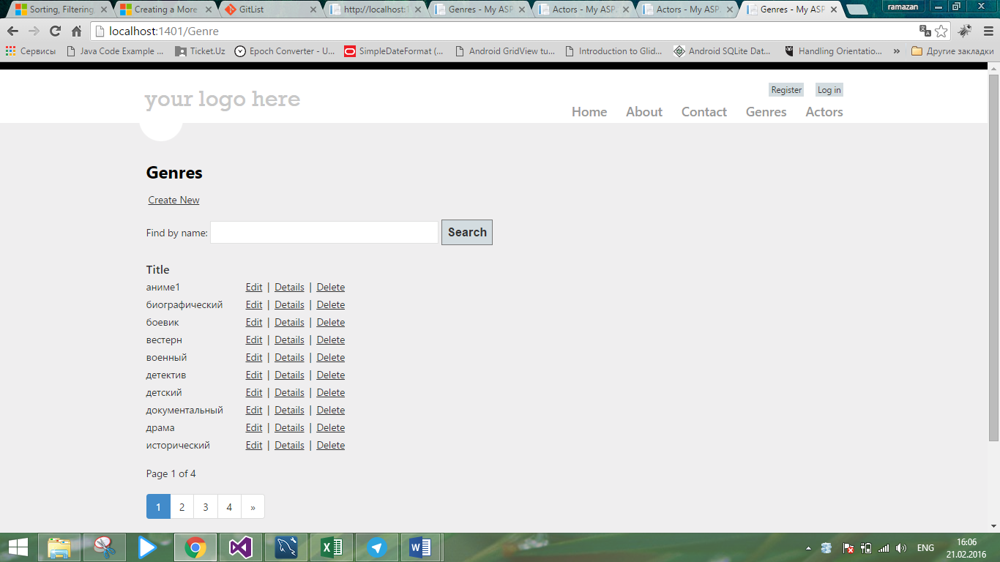 Sorting, Filtering
Creating a More
GitList
http://localhost:
Genres - My ASP
Actors - My ASP.
Actors - My ASP.
Genres - My ASP
ramazan
localhost:1401/Genre
Сервисы
Java Code Example ...
Ticket.Uz
Epoch Converter - U...
SimpleDateFormat (...
Android GridView tu...
Introduction to Glid...
Android SQLite Dat...
Handling Orientatio...
»
Другие закладки
your logo here
Register
Log in
Home
About
Contact
Genres
Actors
Genres
Create New
Find by name:
Search
Title
аниме1 Edit | Details | Delete
биографический Edit | Details | Delete
боевик Edit | Details | Delete
вестерн Edit | Details | Delete
военный Edit | Details | Delete
детектив Edit | Details | Delete
детский Edit | Details | Delete
документальный Edit | Details | Delete
драма Edit | Details | Delete
исторический Edit | Details | Delete
Page 1 of 4
1 2 3 4 »
ENG
16:06
21.02.2016